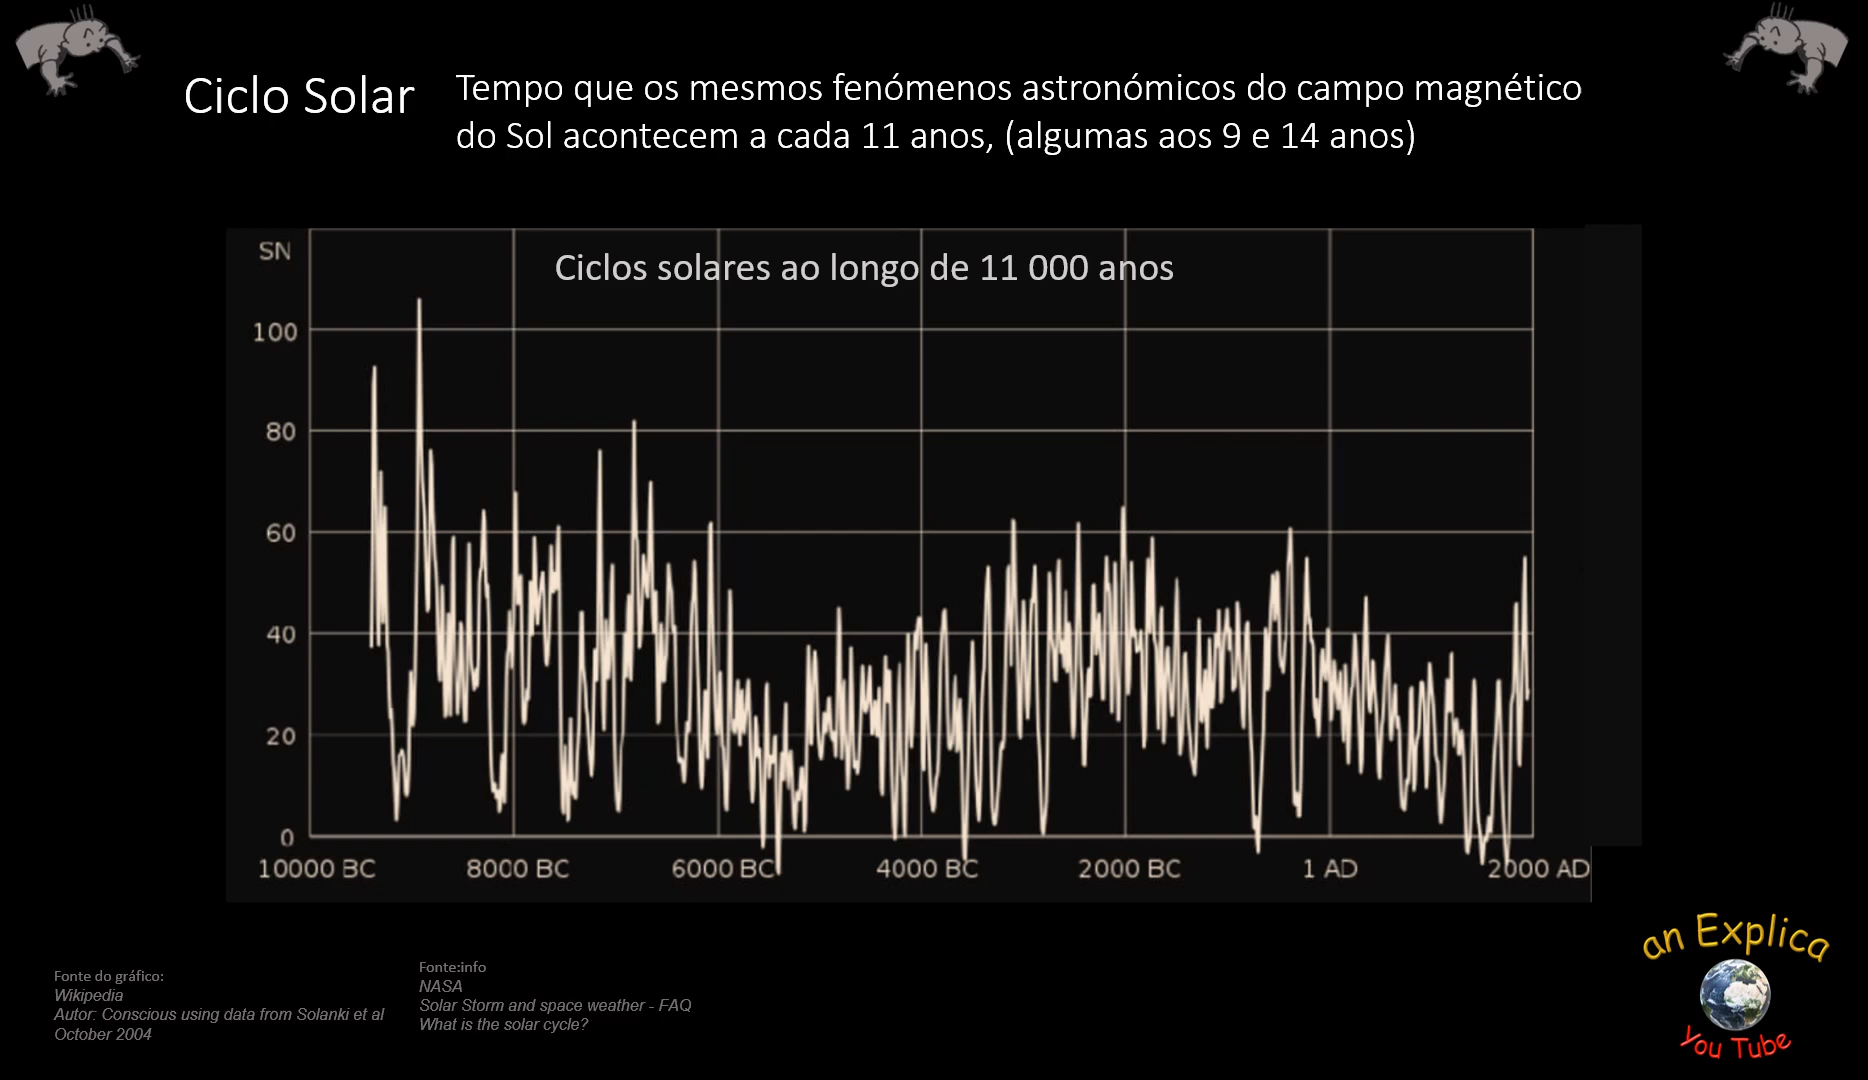 Ciclo Solar
Tempo que os mesmos fenómenos astronómicos do campo magnético
do Sol acontecem a cada 11 anos, (algumas aos 9 e 14 anos)
SN
Ciclos solares ao longo de 11 000 anos
100
80
60
40
20
0
10000 BC 8000 BC 6000 BC 4000 BC 2000 BC 1 AD 2000 AD
Fonte do gráfico:
Wikipedia
Autor: Conscious using data from Solanki et al
October 2004
Fonte:info
NASA
Solar Storm and space weather - FAQ
What is the solar cycle?
an Explica
You Tube